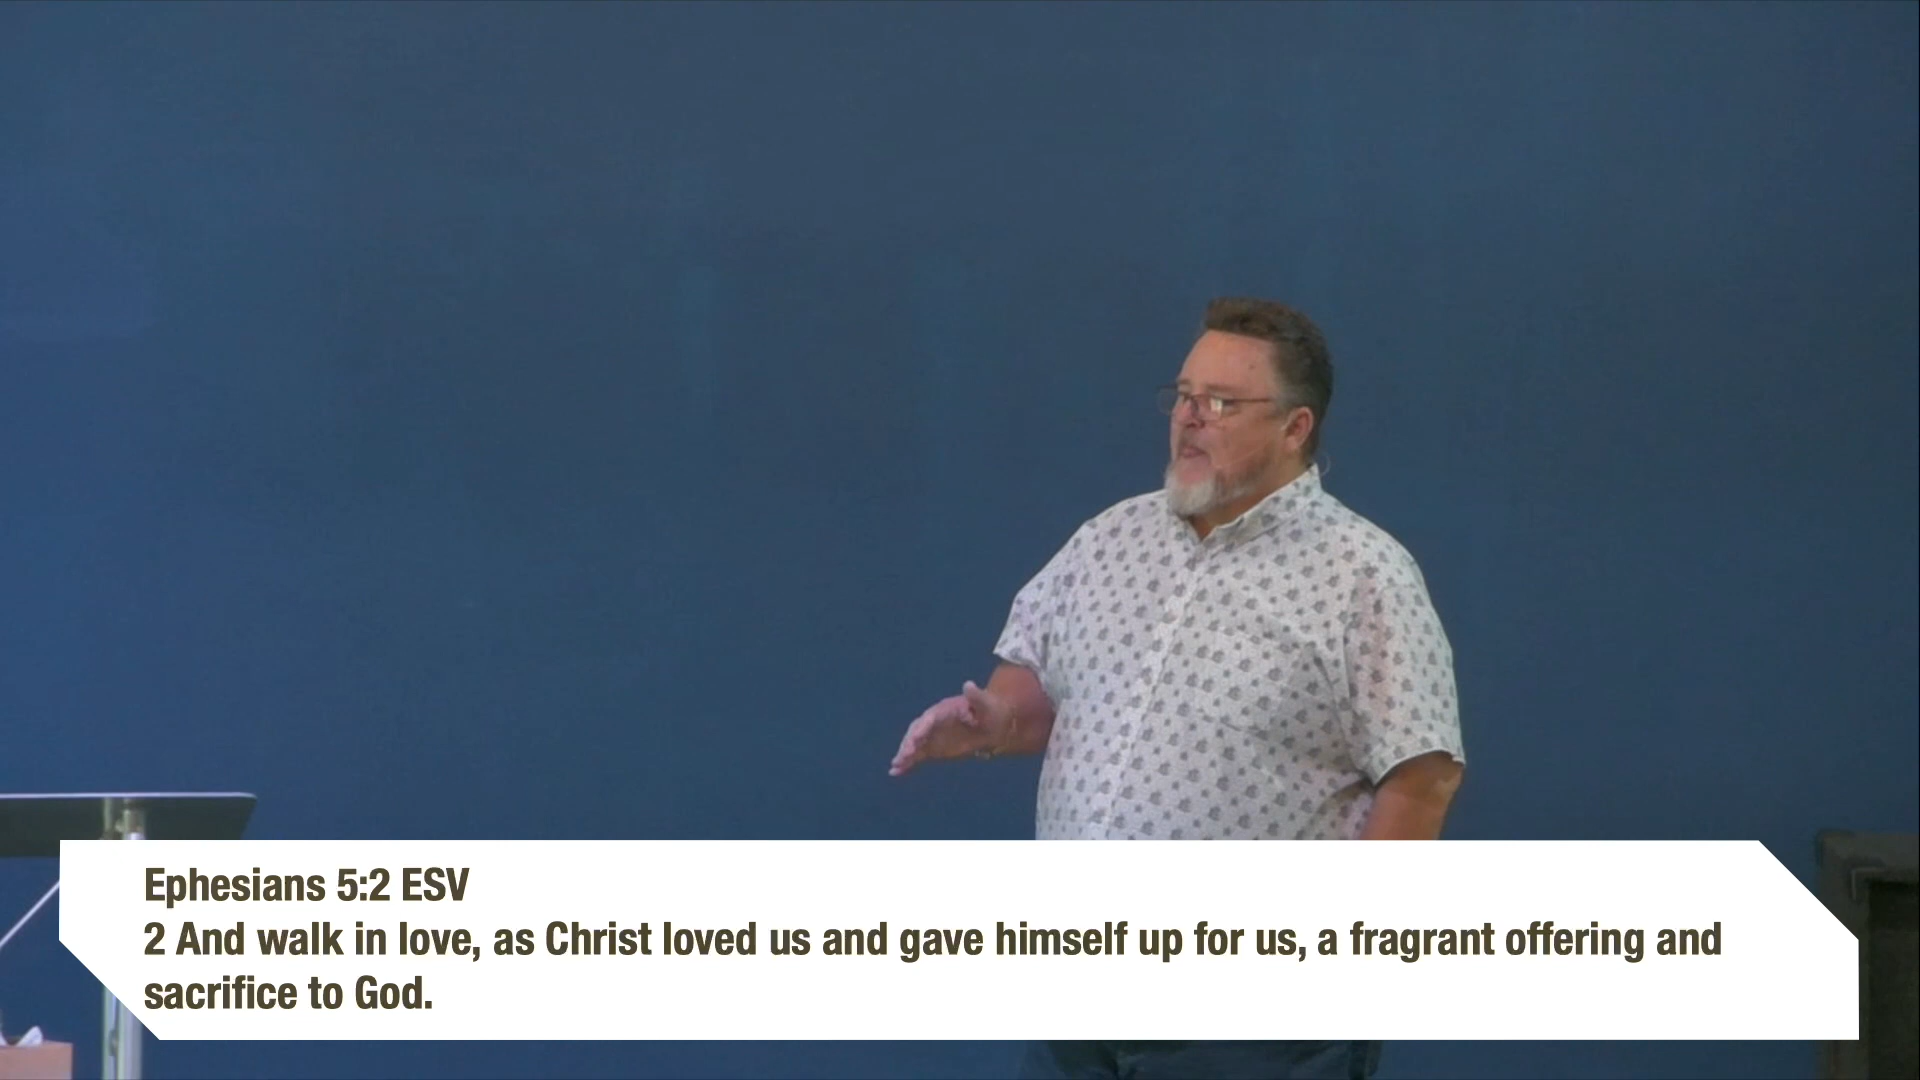 Ephesians 5:2 ESV
2 And walk in love, as Christ loved us and gave himself up for us, a fragrant offering and
sacrifice to God.